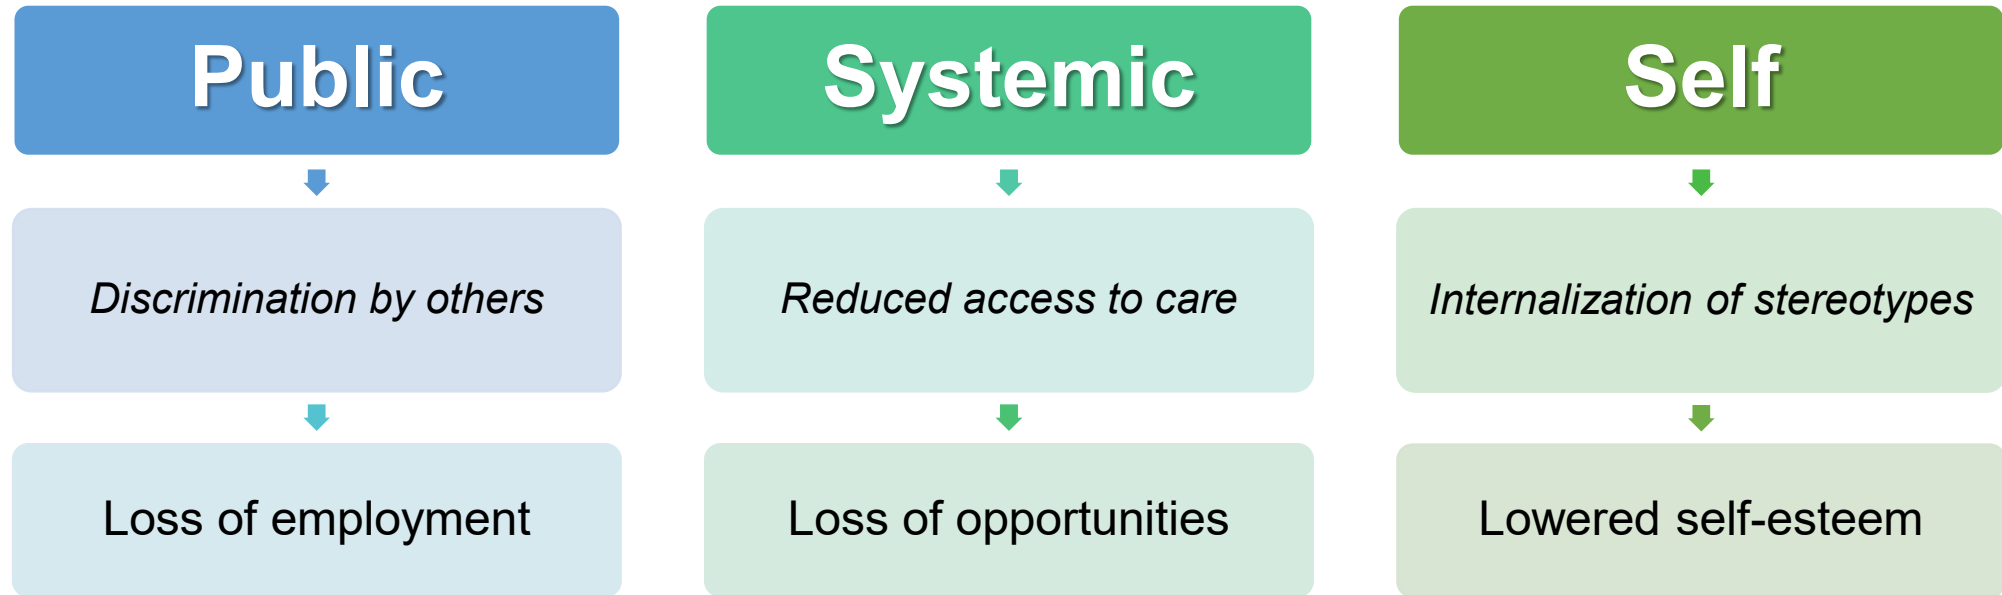 Public
Systemic
Self
Discrimination by others
Reduced access to care
Internalization of stereotypes
Loss of employment
Loss of opportunities
Lowered self-esteem